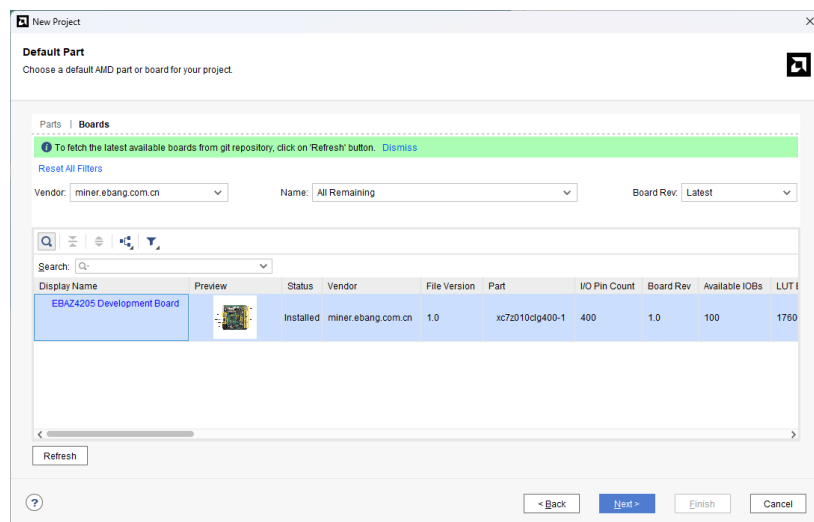 New Project
Default Part
Choose a default AMD part or board for your project.
Parts | Boards
To fetch the latest available boards from git repository, click on 'Refresh' button. Dismiss
Reset All Filters
Vendor: miner.ebang.com.cn Name: All Remaining Board Rev: Latest
Search: Q-
Display Name Preview Status Vendor File Version Part I/O Pin Count Board Rev Available IOBs LUT E
EBAZ4205 Development Board Installed miner.ebang.com.cn 1.0 xc7z010clg400-1 400 1.0 100 1760
Refresh
? < Back Next > Finish Cancel